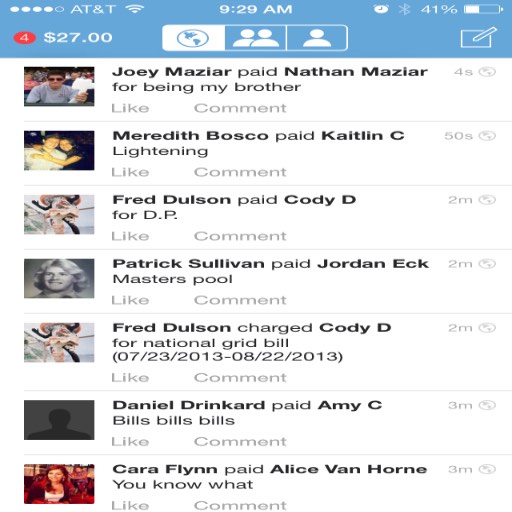 AT&T 9:29 AM 41%
4 $27.00
Joey Maziar paid Nathan Maziar 4s
for being my brother
Like Comment
Meredith Bosco paid Kaitlin C 50s
Lightening
Like Comment
Fred Dulson paid Cody D 2m
for D.P.
Like Comment
Patrick Sullivan paid Jordan Eck 2m
Masters pool
Like Comment
Fred Dulson charged Cody D 2m
for national grid bill
(07/23/2013-08/22/2013)
Like Comment
Daniel Drinkard paid Amy C 3m
Bills bills bills
Like Comment
Cara Flynn paid Alice Van Horne 3m
You know what
Like Comment